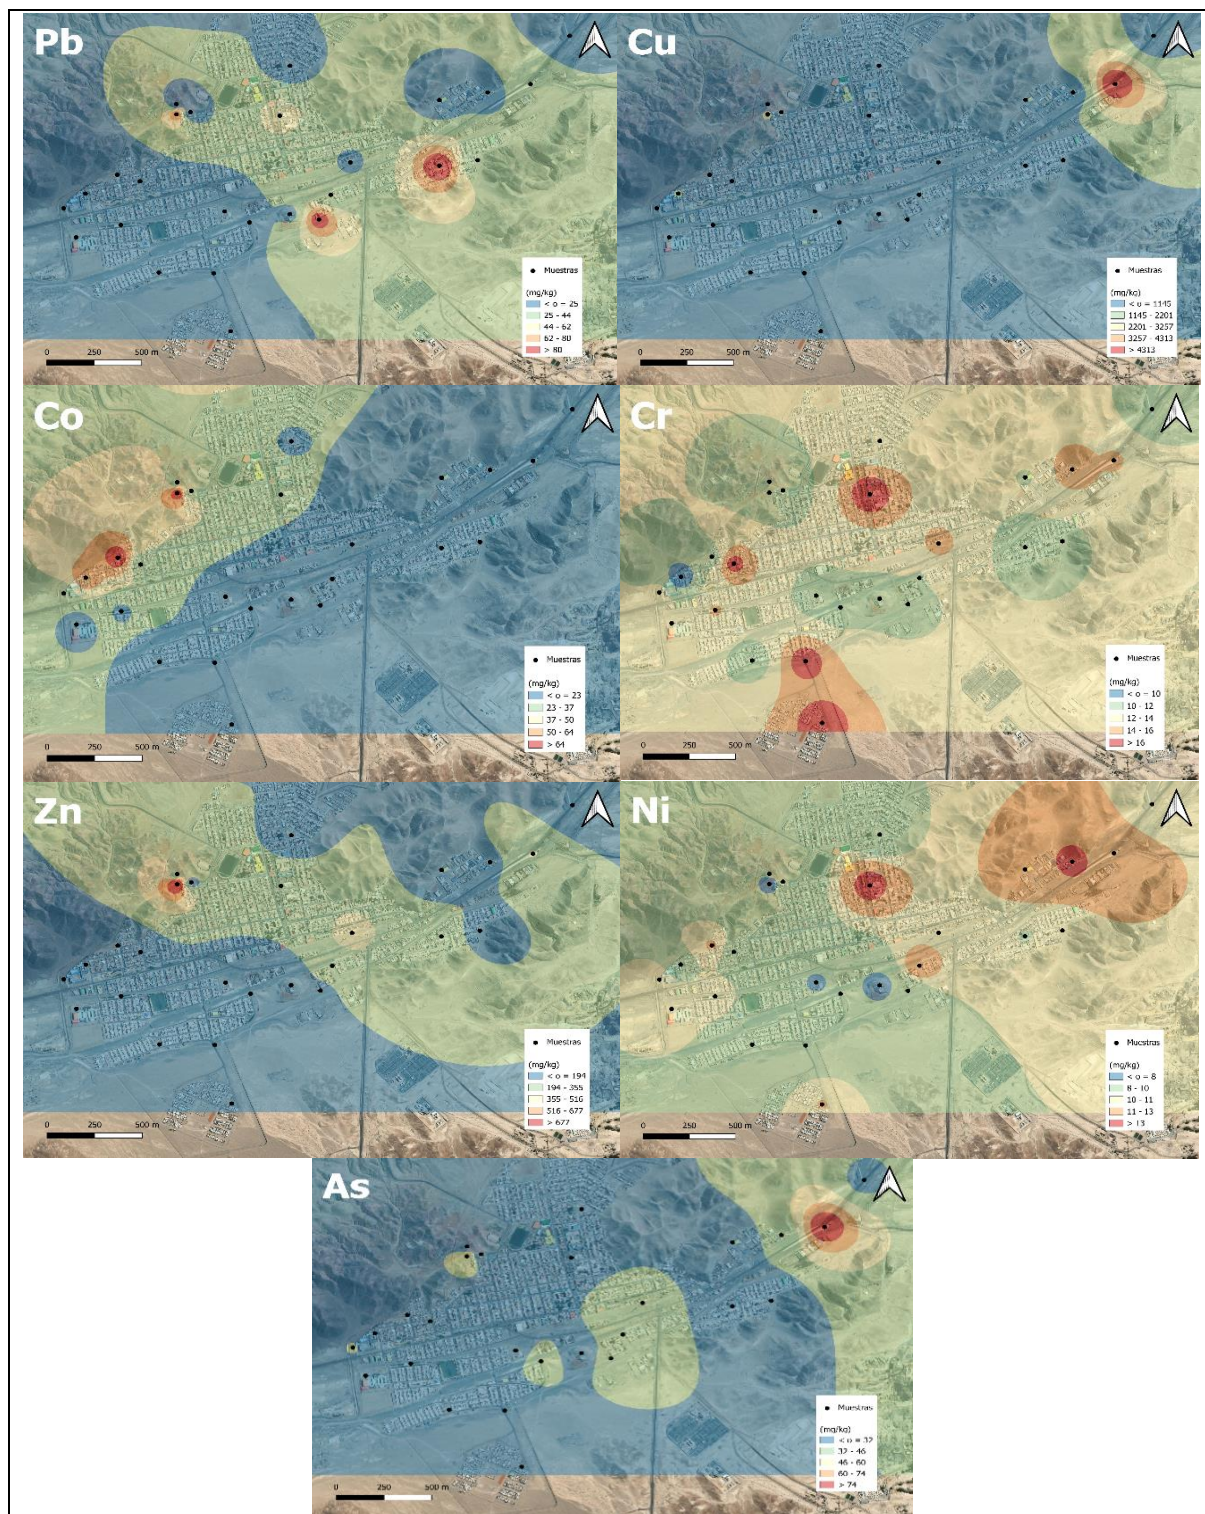 Pb
Muestras
(mg/kg)
< o = 25
25 - 44
44 - 62
62 - 80
> 80
0 250 500 m
Cu
Muestras
(mg/kg)
< o = 1145
1145 - 2201
2201 - 3257
3257 - 4313
> 4313
0 250 500 m
Co
Muestras
(mg/kg)
< o = 23
23 - 37
37 - 50
50 - 64
> 64
0 250 500 m
Cr
Muestras
(mg/kg)
< o = 10
10 - 12
12 - 14
14 - 16
> 16
0 250 500 m
Zn
Muestras
(mg/kg)
< o = 194
194 - 355
355 - 516
516 - 677
> 677
0 250 500 m
Ni
Muestras
(mg/kg)
< o = 8
8 - 10
10 - 11
11 - 13
> 13
0 250 500 m
As
Muestras
(mg/kg)
< o = 32
32 - 46
46 - 60
60 - 74
> 74
0 250 500 m